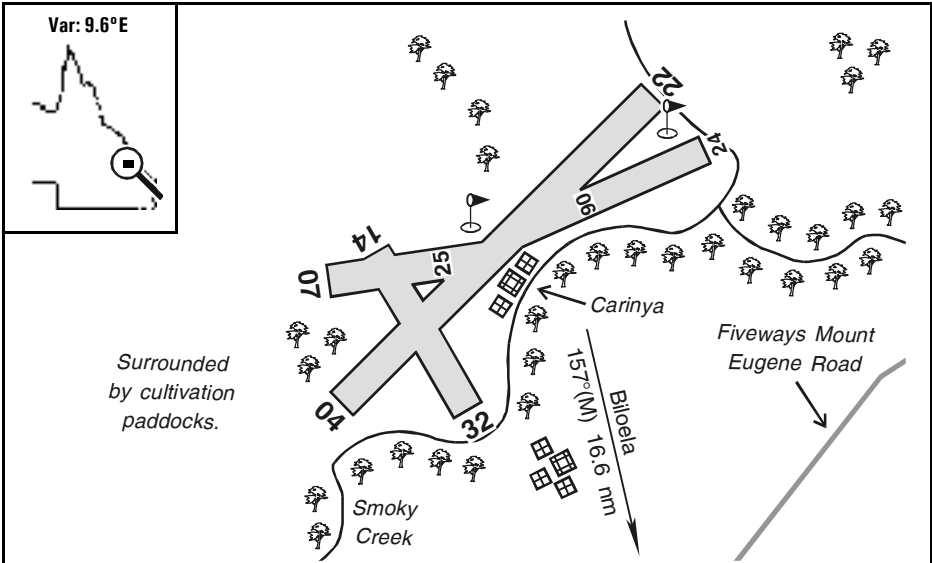 Var: 9.6°E
22
24
06
14
25
07
Carinya
Fiveways Mount
Eugene Road
Surrounded
by cultivation
paddocks.
04
32
Biloela
157°(M) 16.6 nm
Smoky
Creek